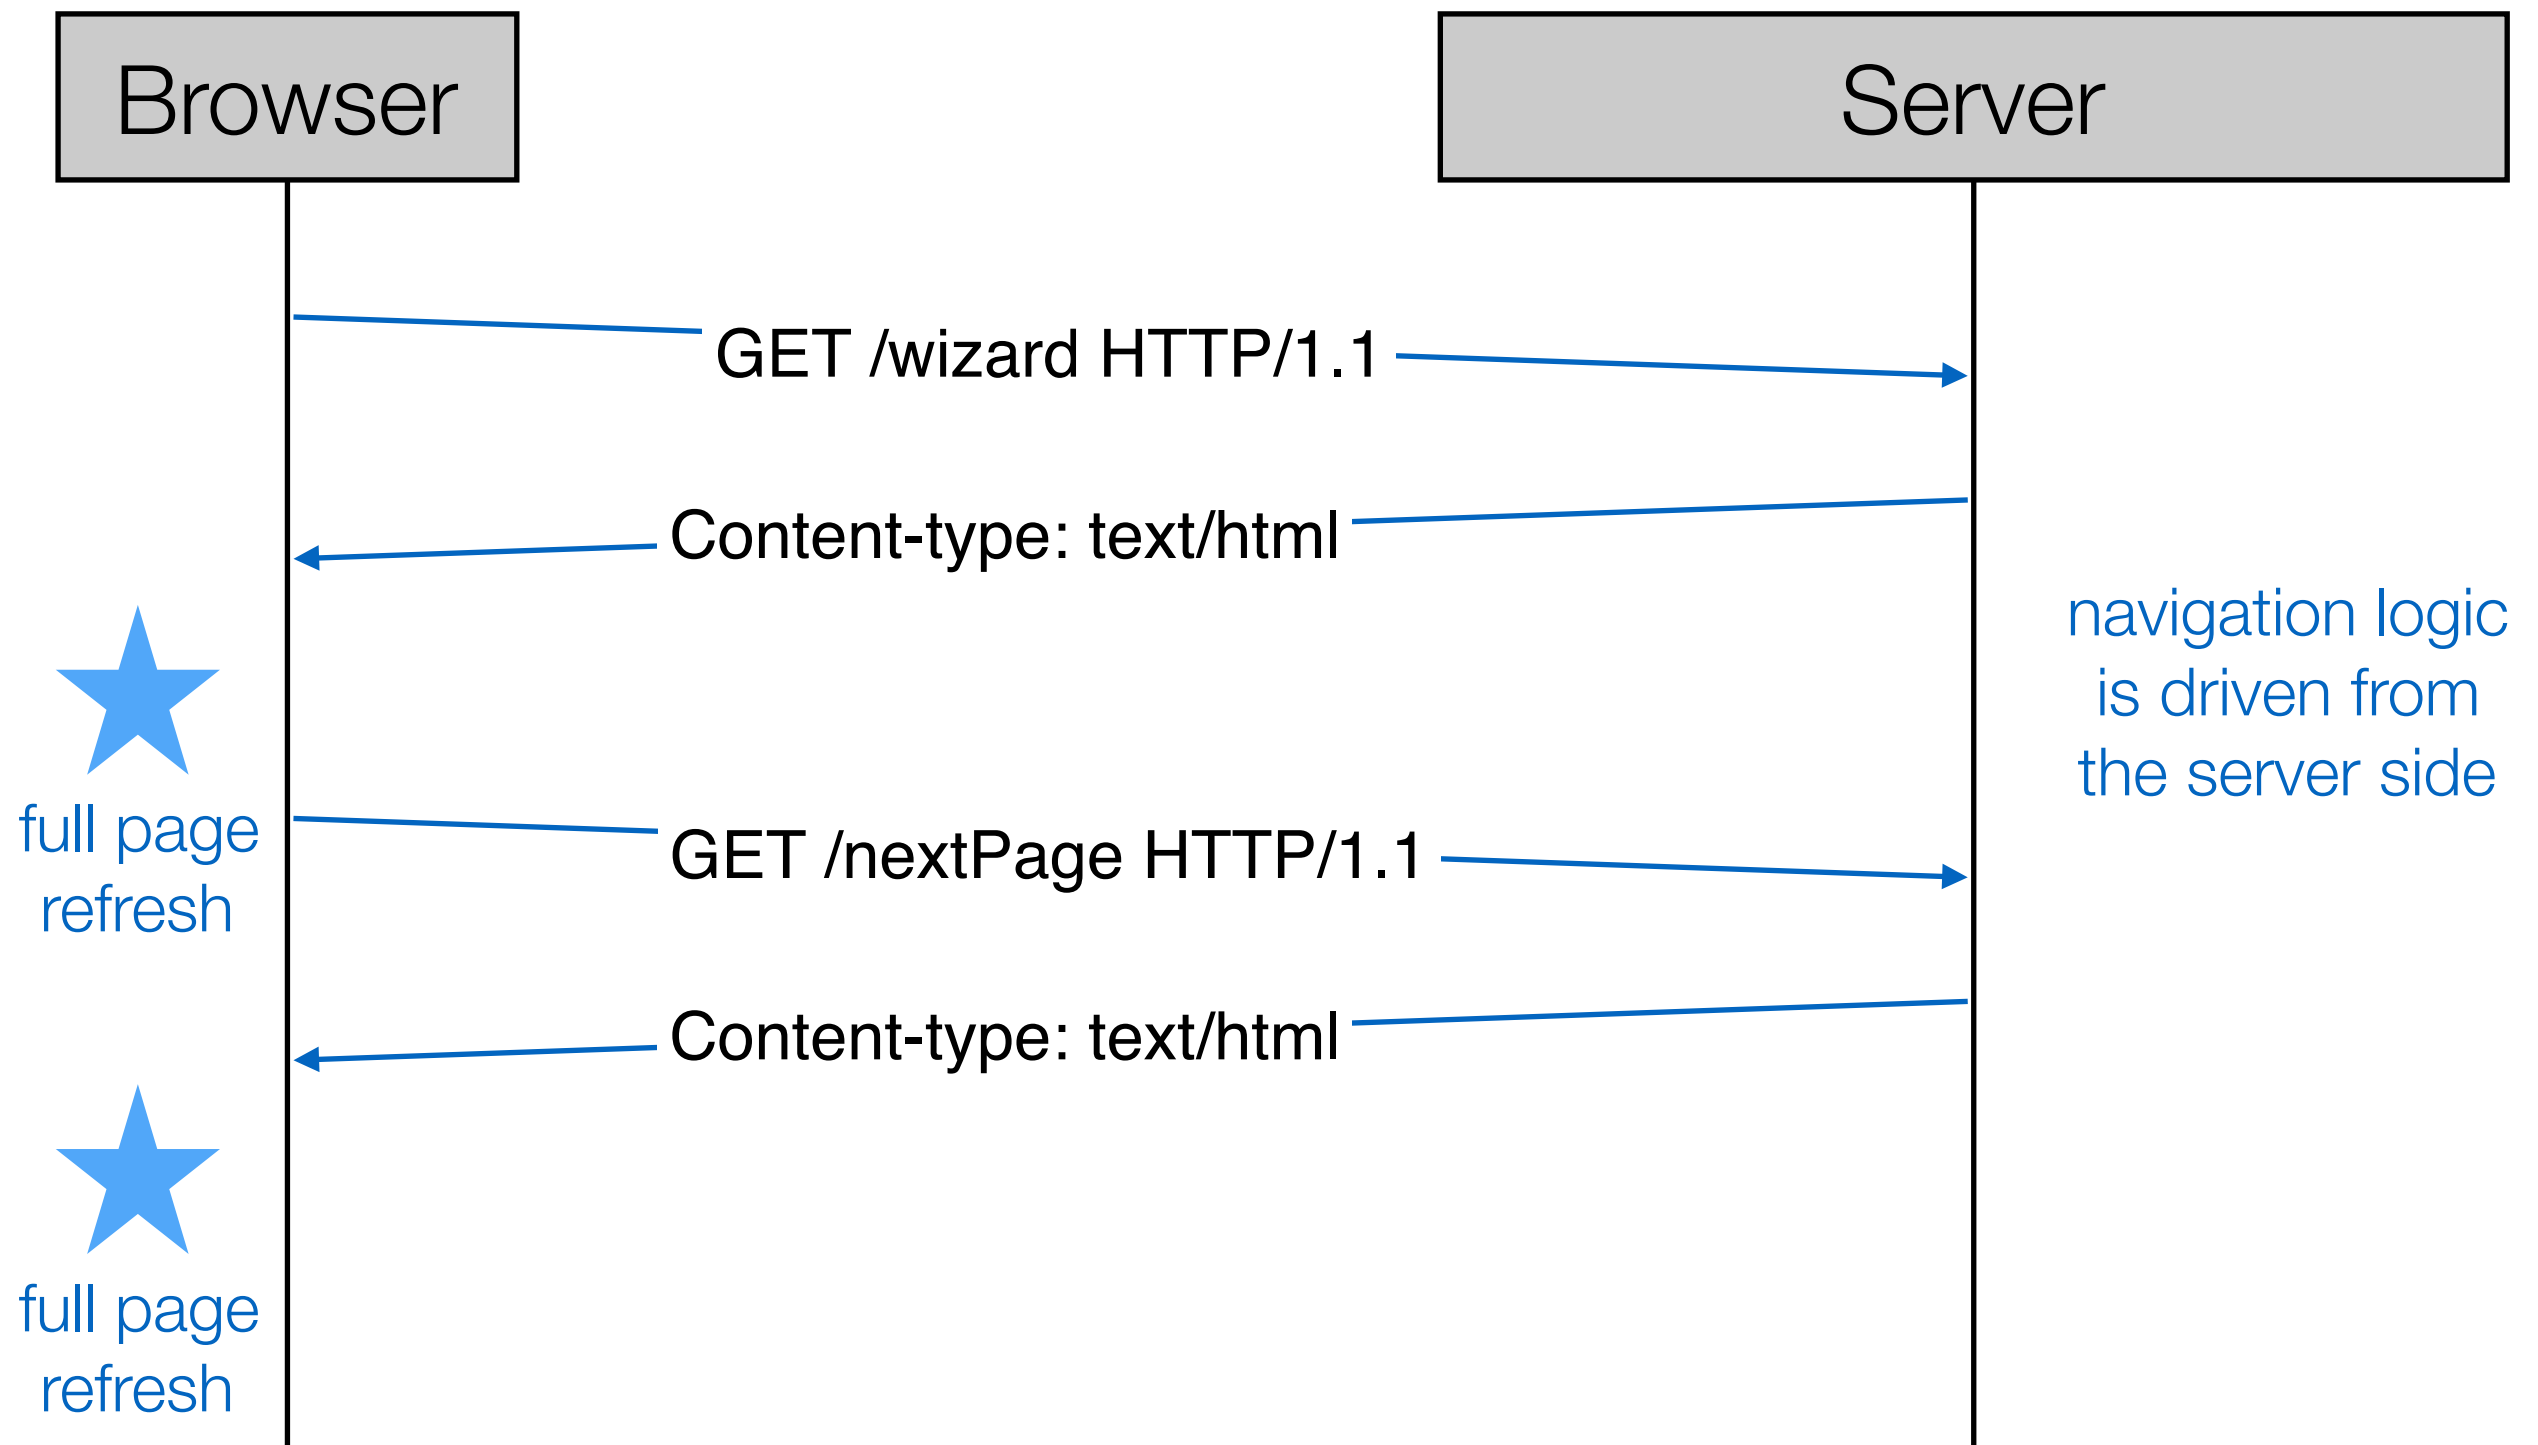 Browser
Server
GET /wizard HTTP/1.1
Content-type: text/html
navigation logic
is driven from
the server side
full page
refresh
GET /nextPage HTTP/1.1
Content-type: text/html
full page
refresh